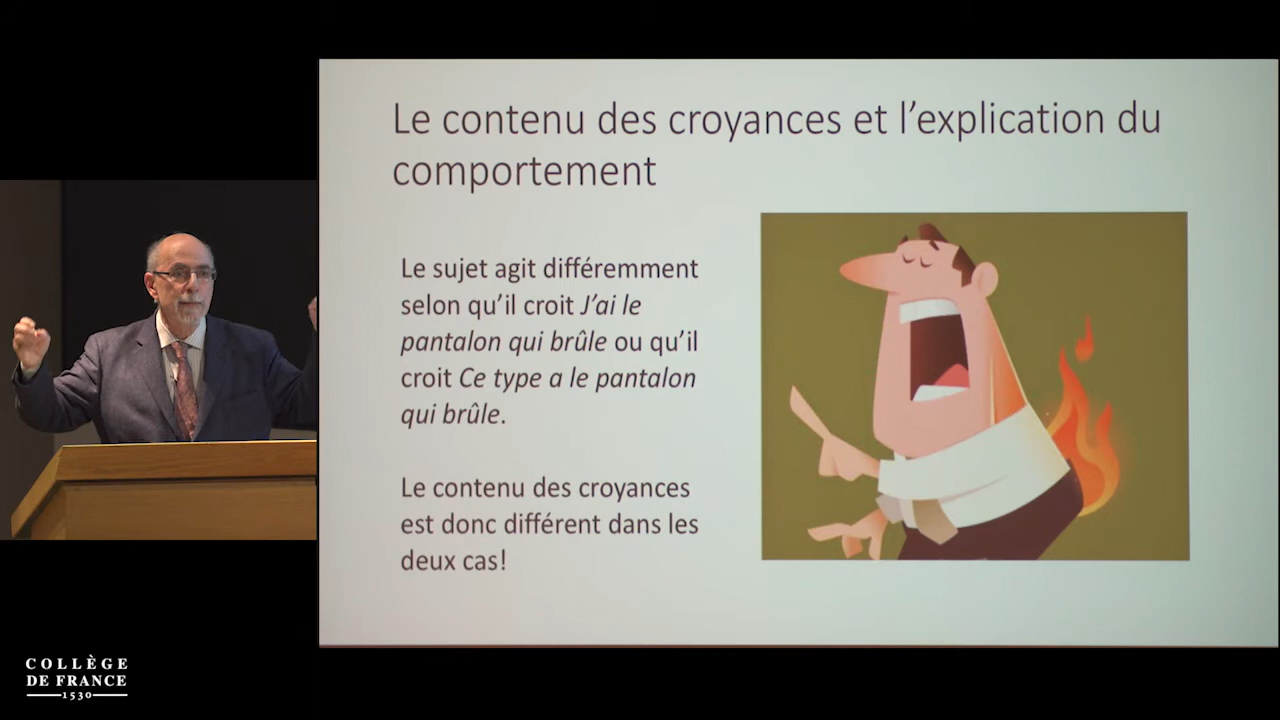 Le contenu des croyances et l’explication du
comportement
Le sujet agit différemment
selon qu’il croit J’ai le
pantalon qui brûle ou qu’il
croit Ce type a le pantalon
qui brûle.
Le contenu des croyances
est donc différent dans les
deux cas!
COLLÈGE
DE FRANCE
1530